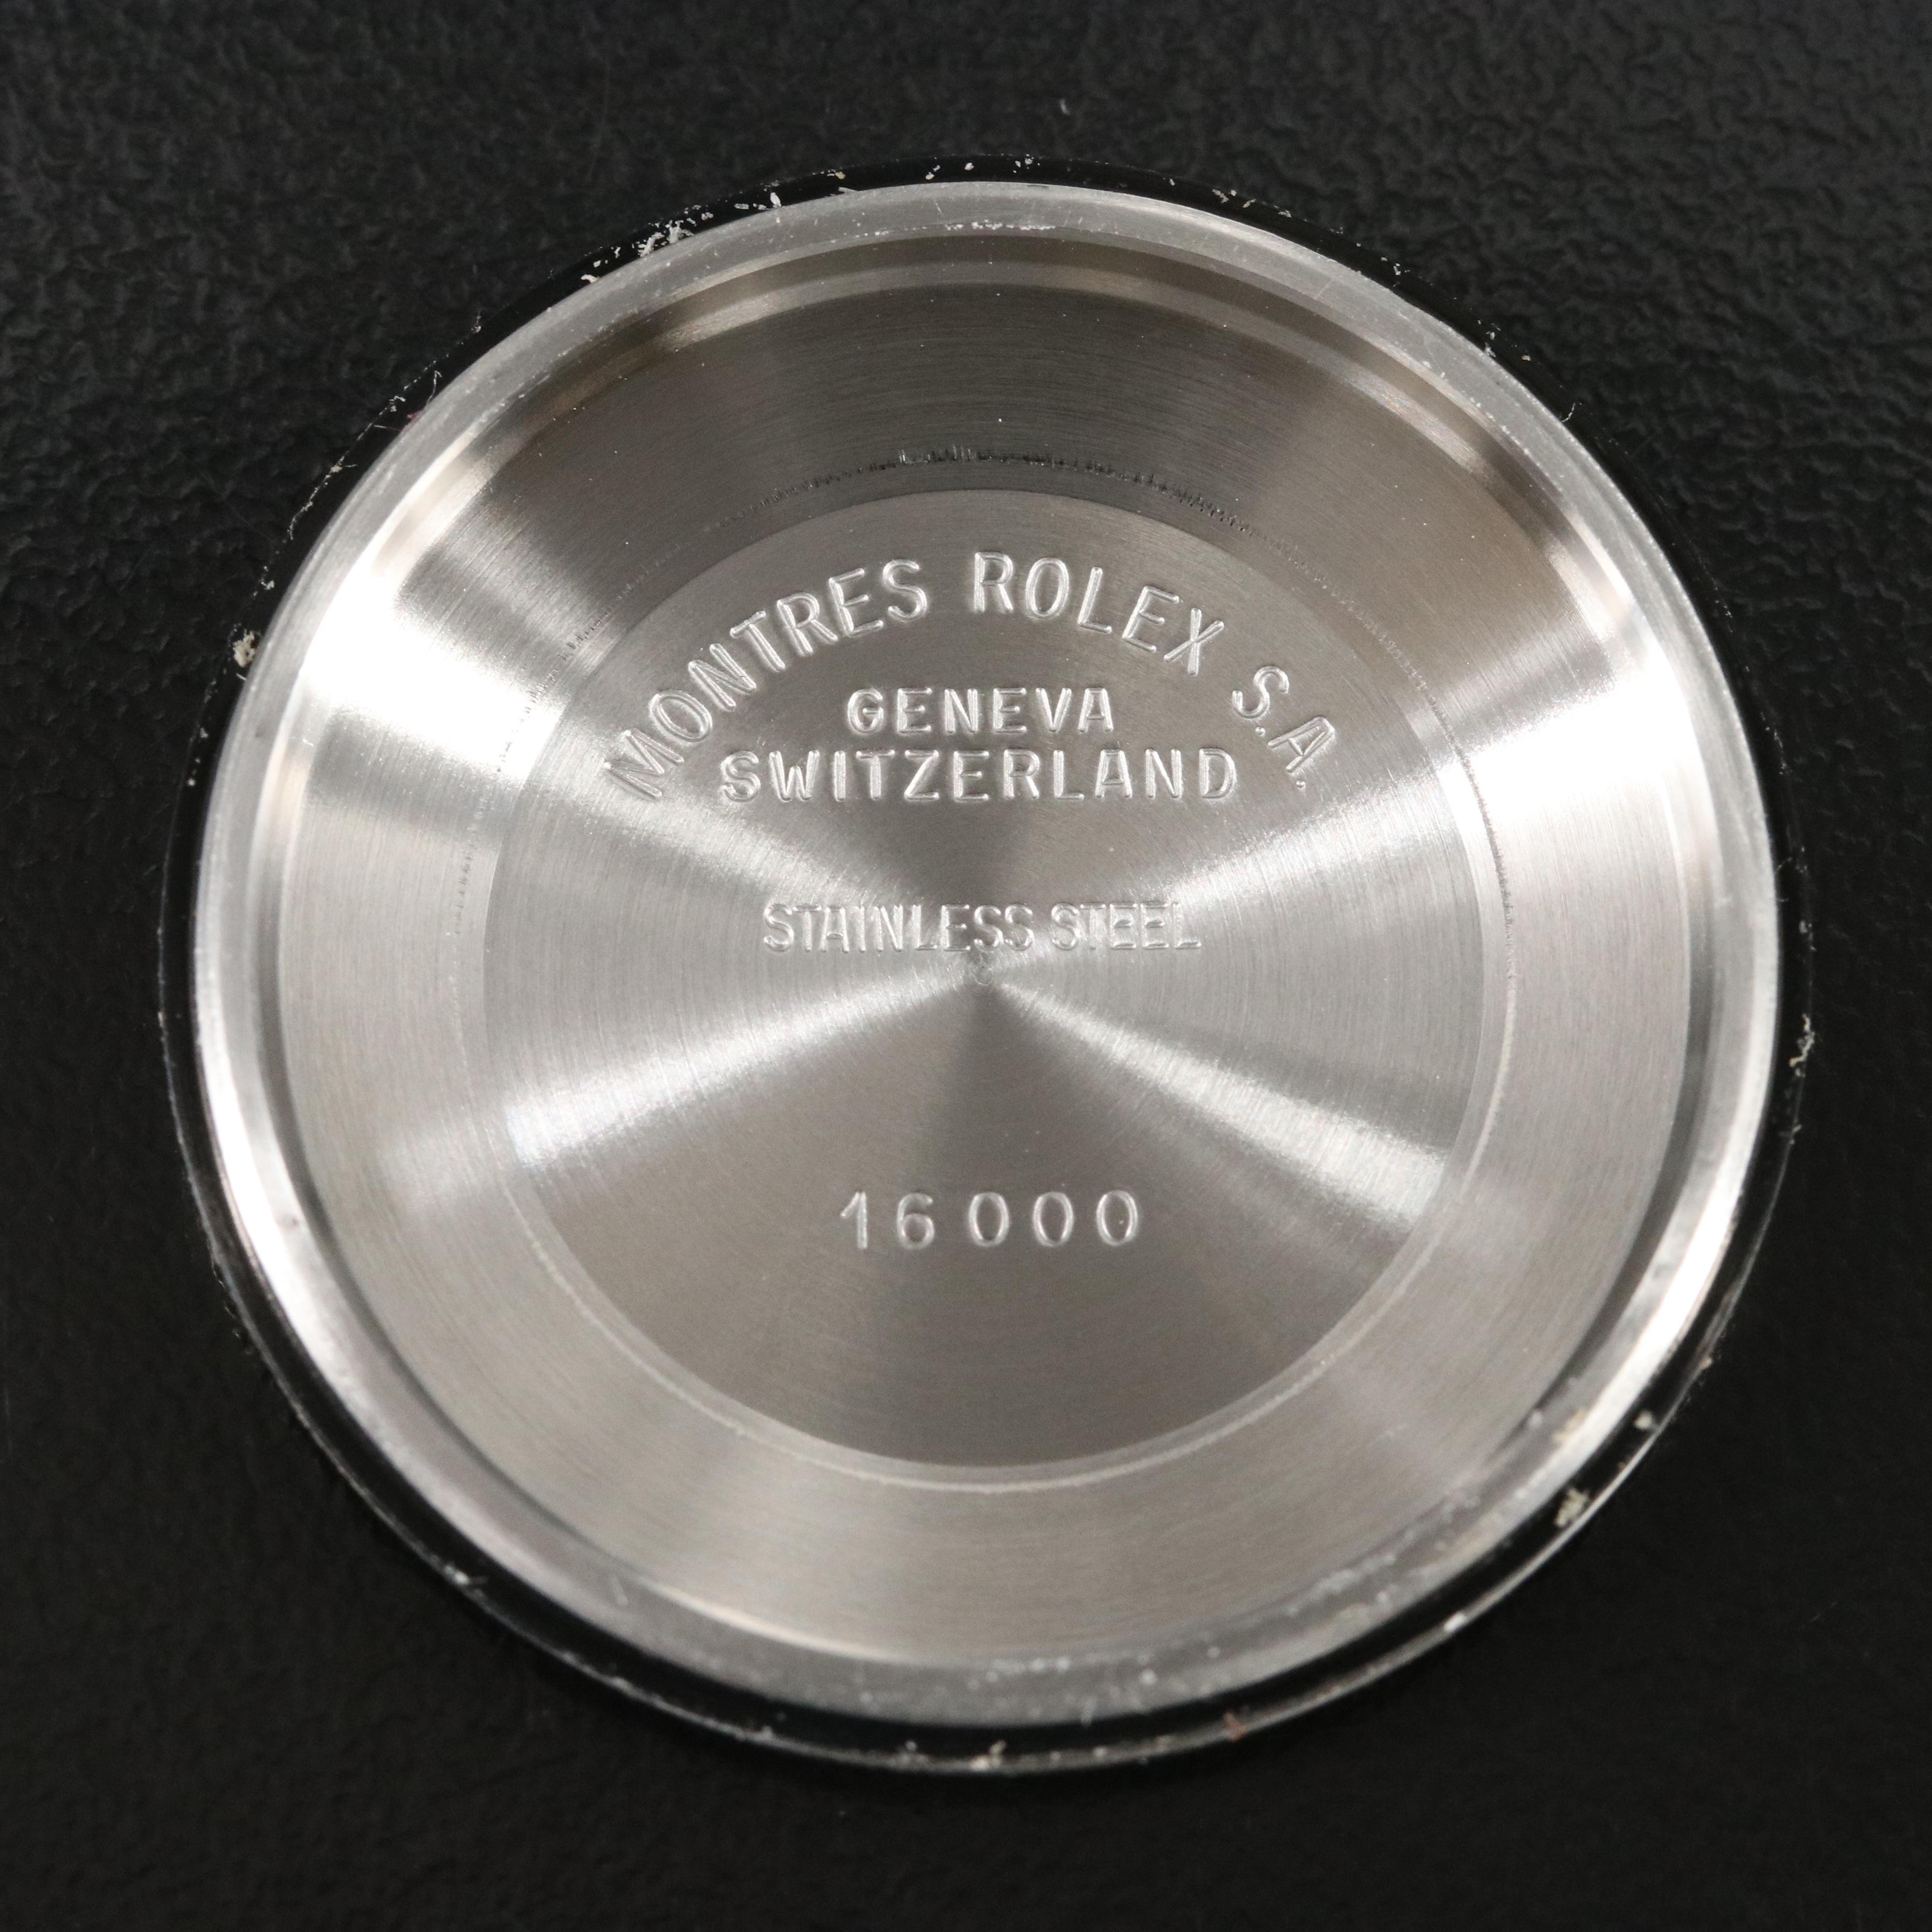 MONTRES ROLEX S.A.
GENEVA
SWITZERLAND
STAINLESS STEEL
16000